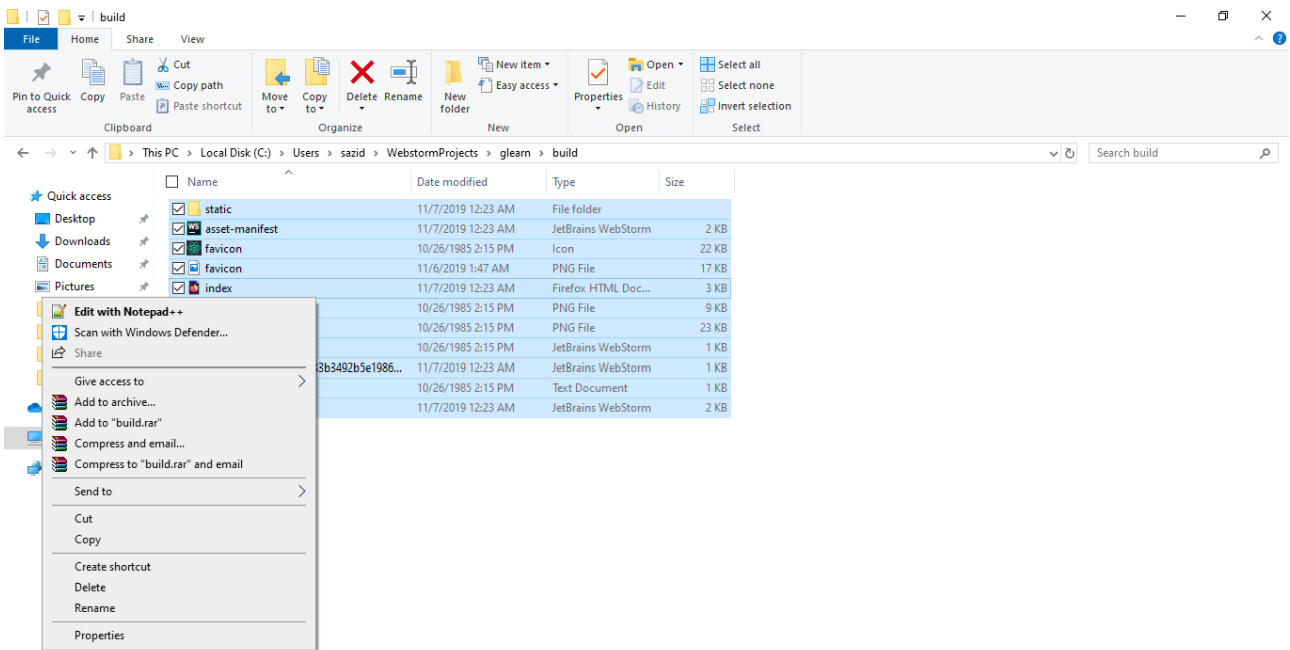 build
File Home Share View
Pin to Quick access
Copy
Paste
Cut
Copy path
Paste shortcut
Clipboard
Move to
Copy to
Delete
Rename
Organize
New folder
New item
Easy access
New
Properties
Open
Edit
History
Open
Select all
Select none
Invert selection
Select
This PC > Local Disk (C:) > Users > sazid > WebstormProjects > glearn > build
Search build
Name Date modified Type Size
Quick access
Desktop
Downloads
Documents
Pictures
static 11/7/2019 12:23 AM File folder
asset-manifest 11/7/2019 12:23 AM JetBrains WebStorm 2 KB
favicon 10/26/1985 2:15 PM Icon 22 KB
favicon 11/6/2019 1:47 AM PNG File 17 KB
index 11/7/2019 12:23 AM Firefox HTML Doc... 3 KB
10/26/1985 2:15 PM PNG File 9 KB
10/26/1985 2:15 PM PNG File 23 KB
10/26/1985 2:15 PM JetBrains WebStorm 1 KB
3b3492b5e1986... 11/7/2019 12:23 AM JetBrains WebStorm 1 KB
10/26/1985 2:15 PM Text Document 1 KB
11/7/2019 12:23 AM JetBrains WebStorm 2 KB
Edit with Notepad++
Scan with Windows Defender...
Share
Give access to
Add to archive...
Add to "build.rar"
Compress and email...
Compress to "build.rar" and email
Send to
Cut
Copy
Create shortcut
Delete
Rename
Properties